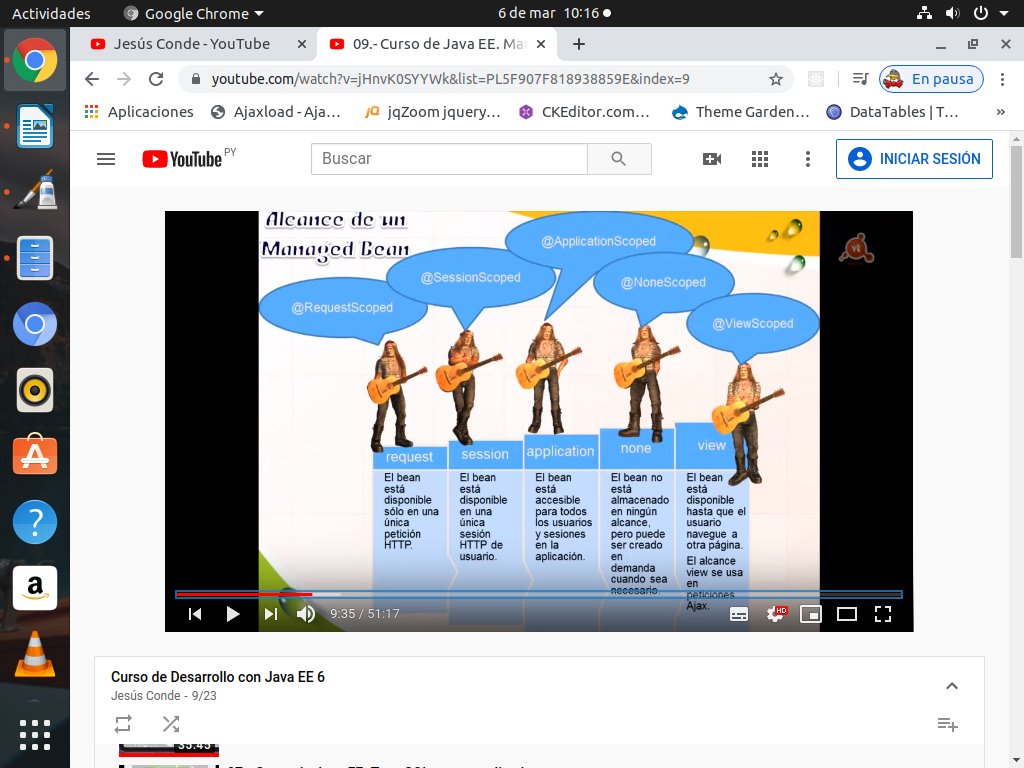 Actividades
Google Chrome
6 de mar 10:16
Jesús Conde - YouTube
09.- Curso de Java EE. Ma
youtube.com/watch?v=jHnvK0SYYWk&list=PL5F907F818938859E&index=9
En pausa
Aplicaciones
Ajaxload - Aja...
jqZoom jquery...
CKEditor.com...
Theme Garden...
DataTables | T...
»
YouTube PY
Buscar
INICIAR SESIÓN
Alcance de un
Managed Bean
@RequestScoped
@SessionScoped
@ApplicationScoped
@NoneScoped
@ViewScoped
vt
request
El bean
está
disponible
sólo en una
única
petición
HTTP.
session
El bean
está
disponible
en una
única
sesión
HTTP de
usuario.
application
El bean
está
accesible
para todos
los usuarios
y sesiones
en la
aplicación.
none
El bean no
está
almacenado
en ningún
alcance,
pero puede
ser creado
en
demanda
cuando sea
necesario.
view
El bean
está
disponible
hasta que el
usuario
navegue a
otra página.
El alcance
view se usa
en
peticiones
Ajax.
9:35 / 51:17
HD
Curso de Desarrollo con Java EE 6
Jesús Conde - 9/23
35:45